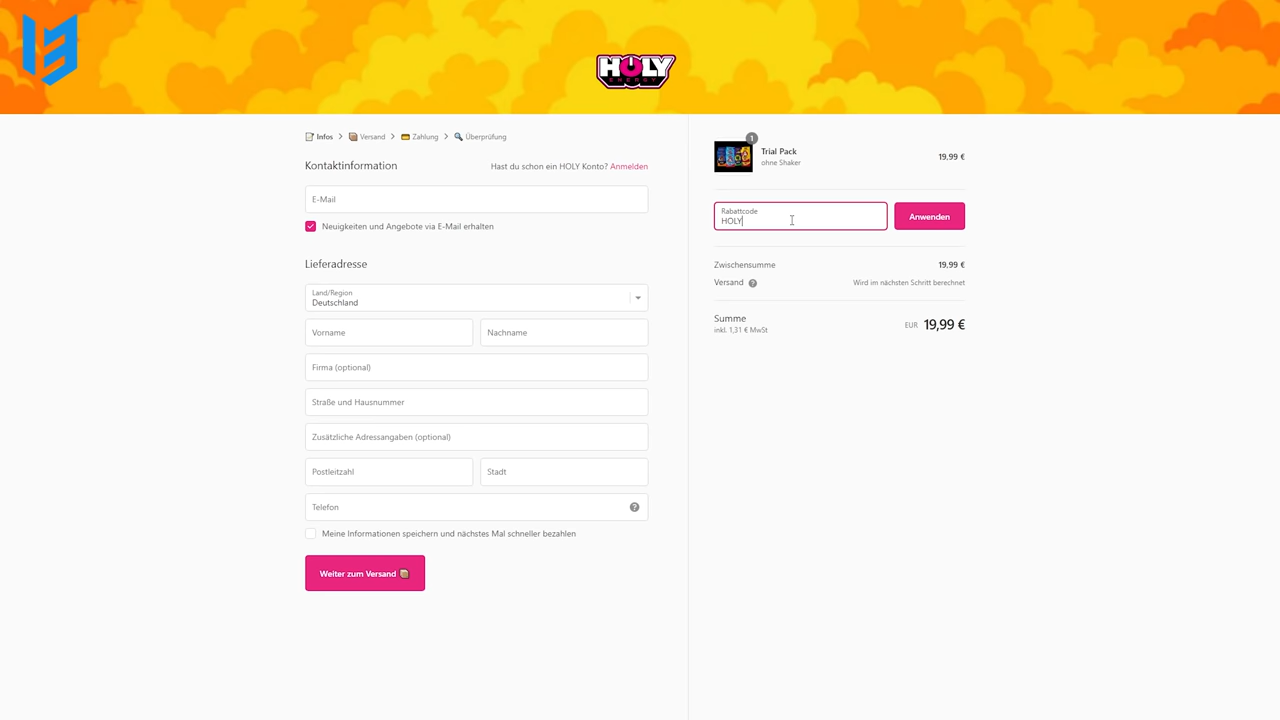 HOLY
ENERGY
Infos > Versand > Zahlung > Überprüfung
Kontaktinformation
Hast du schon ein HOLY Konto? Anmelden
E-Mail
Neuigkeiten und Angebote via E-Mail erhalten
Lieferadresse
Land/Region
Deutschland
Vorname
Nachname
Firma (optional)
Straße und Hausnummer
Zusätzliche Adressangaben (optional)
Postleitzahl
Stadt
Telefon
?
Meine Informationen speichern und nächstes Mal schneller bezahlen
Weiter zum Versand
1
Trial Pack
ohne Shaker
19,99 €
Rabattcode
HOLY
Anwenden
Zwischensumme
19,99 €
Versand ?
Wird im nächsten Schritt berechnet
Summe
inkl. 1,31 € MwSt
EUR 19,99 €